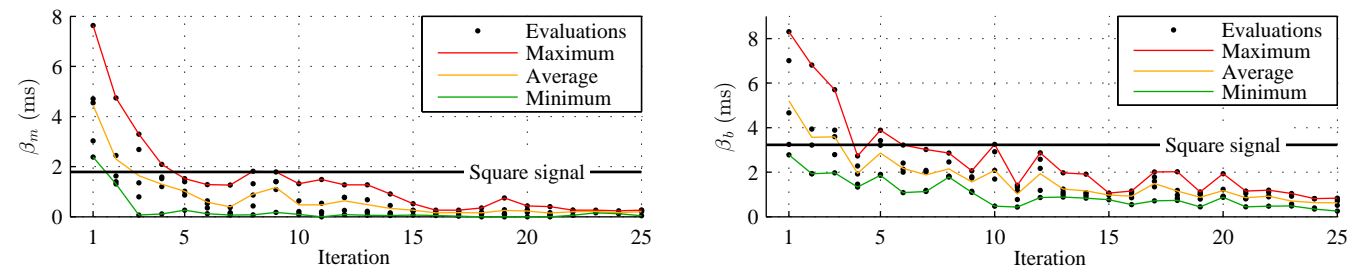 8
6
4
2
0
β_m (ms)
Evaluations
Maximum
Average
Minimum
Square signal
1 5 10 15 20 25
Iteration
8
6
4
2
0
β_b (ms)
Evaluations
Maximum
Average
Minimum
Square signal
1 5 10 15 20 25
Iteration